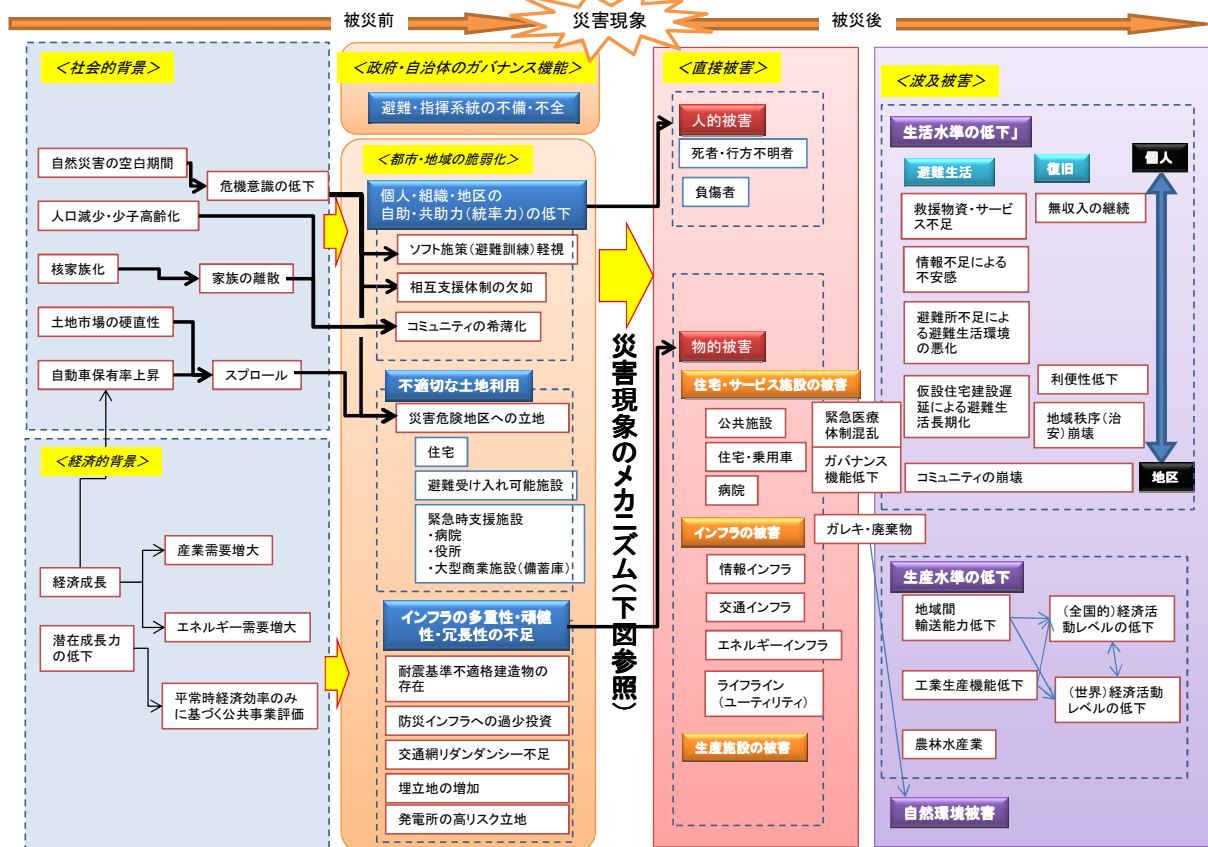 被災前
災害現象
被災後
<社会的背景>
自然災害の空白期間
危機意識の低下
人口減少・少子高齢化
核家族化
家族の離散
土地市場の硬直性
自動車保有率上昇
スプロール
<経済的背景>
産業需要増大
経済成長
エネルギー需要増大
潜在成長力
の低下
平常時経済効率のみ
に基づく公共事業評価
<政府・自治体のガバナンス機能>
避難・指揮系統の不備・不全
<都市・地域の脆弱化>
個人・組織・地区の
自助・共助力(統率力)の低下
ソフト施策(避難訓練)軽視
相互支援体制の欠如
コミュニティの希薄化
不適切な土地利用
災害危険地区への立地
住宅
避難受け入れ可能施設
緊急時支援施設
・病院
・役所
・大型商業施設(備蓄庫)
インフラの多重性・頑健
性・冗長性の不足
耐震基準不適格建造物の
存在
防災インフラへの過少投資
交通網リダンダンシー不足
埋立地の増加
発電所の高リスク立地
災害現象のメカニズム(下図参照)
<直接被害>
人的被害
死者・行方不明者
負傷者
物的被害
住宅・サービス施設の被害
公共施設
住宅・乗用車
病院
緊急医療
体制混乱
ガバナンス
機能低下
インフラの被害
ガレキ・廃棄物
情報インフラ
交通インフラ
エネルギーインフラ
ライフライン
(ユーティリティ)
生産施設の被害
<波及被害>
生活水準の低下」
個人
避難生活
復旧
救援物資・サービ
ス不足
無収入の継続
情報不足による
不安感
避難所不足によ
る避難生活環境
の悪化
利便性低下
仮設住宅建設遅
延による避難生
活長期化
地域秩序(治
安)崩壊
コミュニティの崩壊
地区
生産水準の低下
地域間
輸送能力低下
(全国的)経済活
動レベルの低下
工業生産機能低下
(世界)経済活動
レベルの低下
農林水産業
自然環境被害